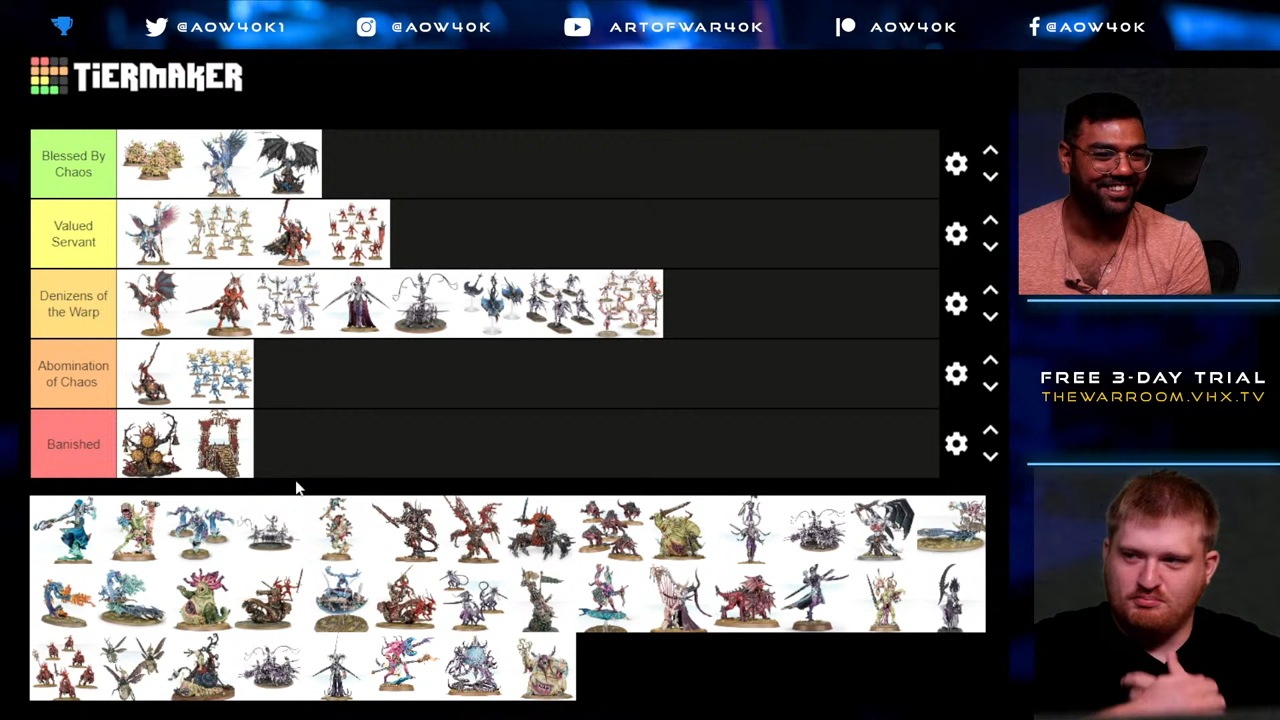 @AOW40K1
@AOW40K
ARTOFWAR40K
AOW40K
@AOW40K
TiERMAKER
Blessed By
Chaos
Valued
Servant
Denizens of
the Warp
Abomination
of Chaos
Banished
FREE 3-DAY TRIAL
THEWARROOM.VHX.TV